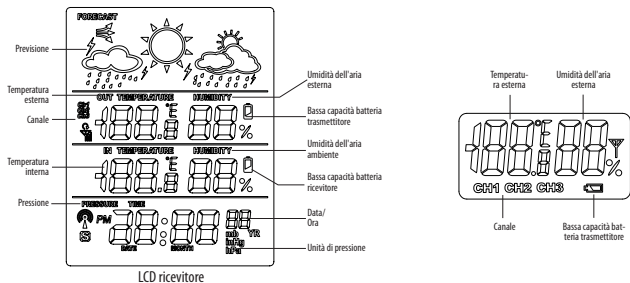 FORECAST
Previsione
Temperatura
esterna
OUT TEMPERATURE HUMIDITY
Umidità dell'aria
esterna
Canale
°F
%
Bassa capacità batteria
trasmettitore
IN TEMPERATURE HUMIDITY
Umidità dell'aria
ambiente
Temperatura
interna
%
Bassa capacità batteria
ricevitore
Pressione
PRESSURE TIME
PM
Data/
Ora
DATE MONTH
mb YR
inHg
hPa
Unità di pressione
LCD ricevitore
Temperatu-
ra esterna
Umidità dell'aria
esterna
CH1 CH2 CH3
Canale
Bassa capacità bat-
teria trasmettitore